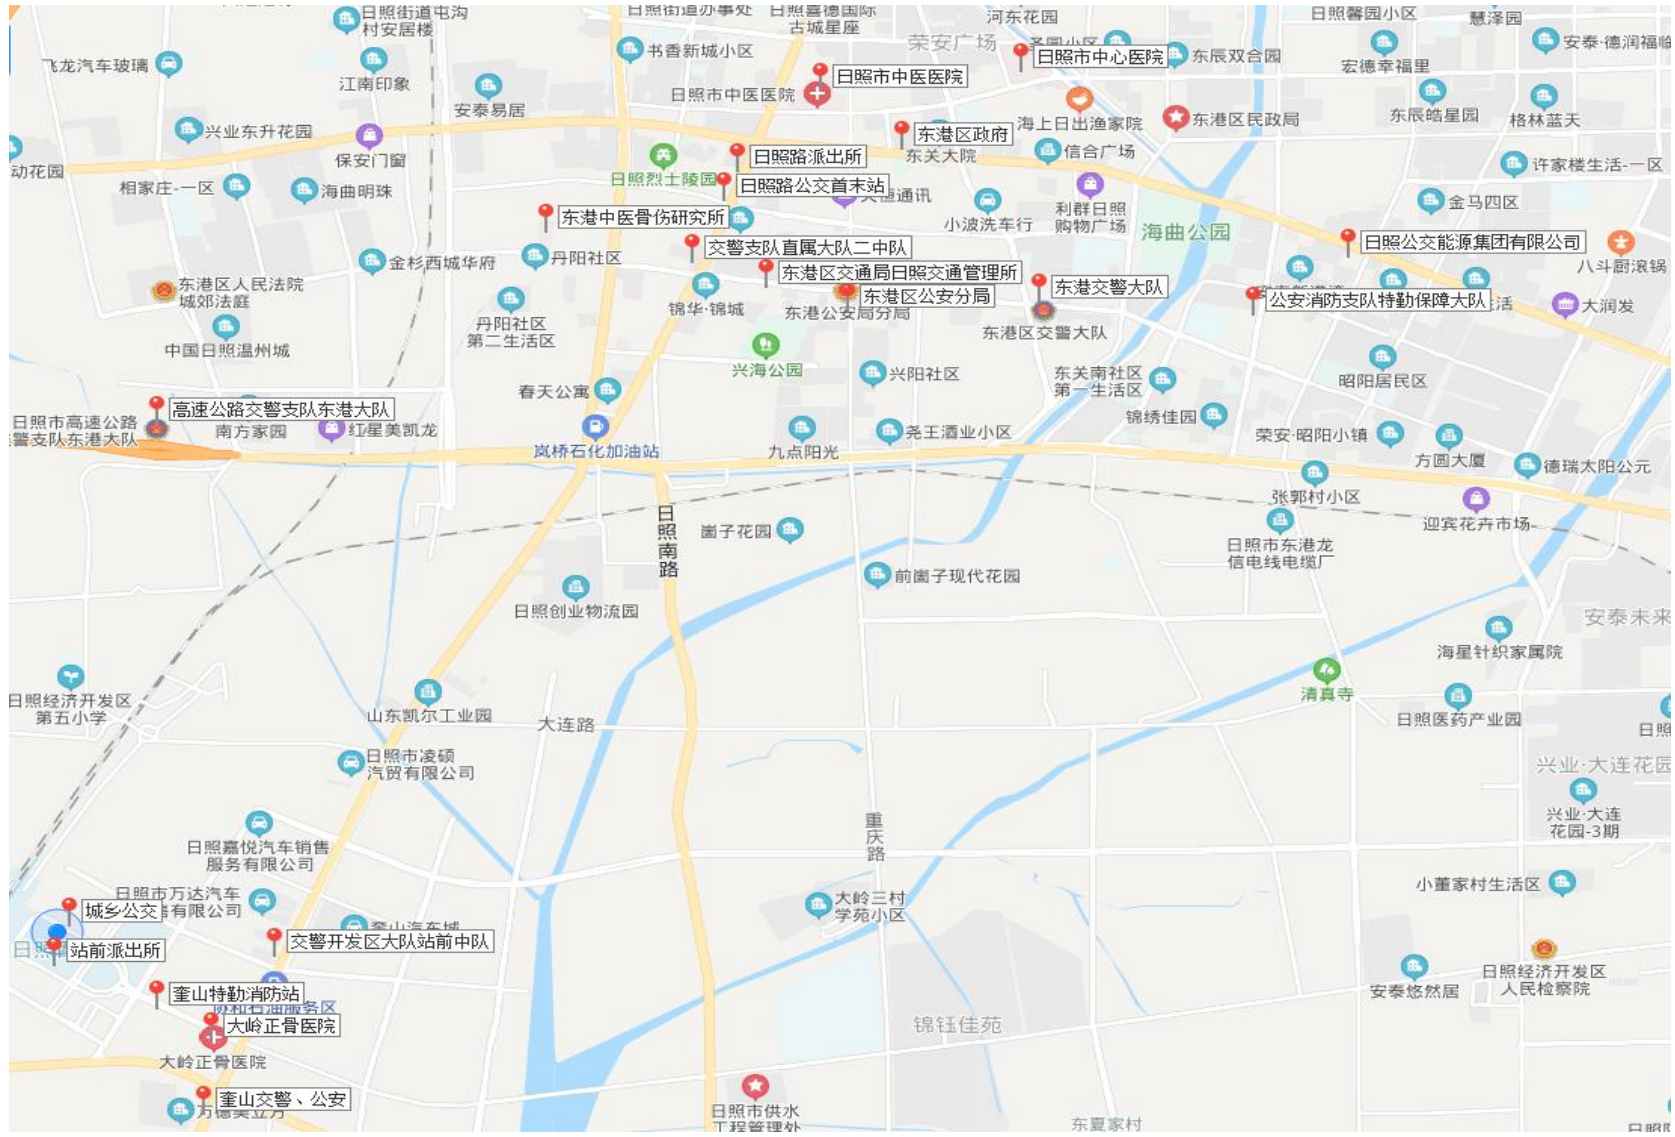 日照街道屯沟
村安居楼
日照街道办事处
日照喜德国际
古城星座
河东花园
日照馨园小区
慧泽园
飞龙汽车玻璃
江南印象
安泰易居
书香新城小区
荣安广场
日照市中心医院
东辰双合园
宏德幸福里
安泰·德润福临
日照市中医医院
日照市中医医院
兴业东升花园
保安门窗
东港区政府
东关大院
海上日出渔家院
信合广场
东港区民政局
东辰皓星园
格林蓝天
动花园
相家庄-一区
海曲明珠
日照烈士陵园
日照路派出所
日照路公交首末站
利群日照
购物广场
许家楼生活-一区
金马四区
东港中医骨伤研究所
小波洗车行
海曲公园
日照公交能源集团有限公司
八斗厨滚锅
东港区人民法院
城郊法庭
金杉西城华府
丹阳社区
交警支队直属大队二中队
东港区交通局日照交通管理所
东港区公安分局
东港公安局分局
东港交警大队
东港区交警大队
公安消防支队特勤保障大队
大润发
中国日照温州城
丹阳社区
第二生活区
锦华·锦城
兴海公园
兴阳社区
东关南社区
第一生活区
昭阳居民区
高速公路交警支队东港大队
日照市高速公路
警支队东港大队
南方家园
红星美凯龙
春天公寓
岚桥石化加油站
九点阳光
尧王酒业小区
锦绣佳园
荣安·昭阳小镇
方圆大厦
德瑞太阳公元
张郭村小区
迎宾花卉市场
日照南路
崮子花园
日照市东港龙
信电线电缆厂
前崮子现代花园
日照创业物流园
安泰未来
海星针织家属院
日照经济开发区
第五小学
清真寺
山东凯尔工业园
大连路
日照医药产业园
日照市凌硕
汽贸有限公司
兴业·大连花园
兴业·大连
花园-3期
重庆路
日照嘉悦汽车销售
服务有限公司
日照市万达汽车
售有限公司
城乡公交
奎山汽车城
大岭三村
学苑小区
小董家村生活区
站前派出所
交警开发区大队站前中队
日照经济开发区
人民检察院
安泰悠然居
奎山特勤消防站
协和石油服务区
大岭正骨医院
大岭正骨医院
锦钰佳苑
奎山交警、公安
日照市供水
工程管理处
东夏家村